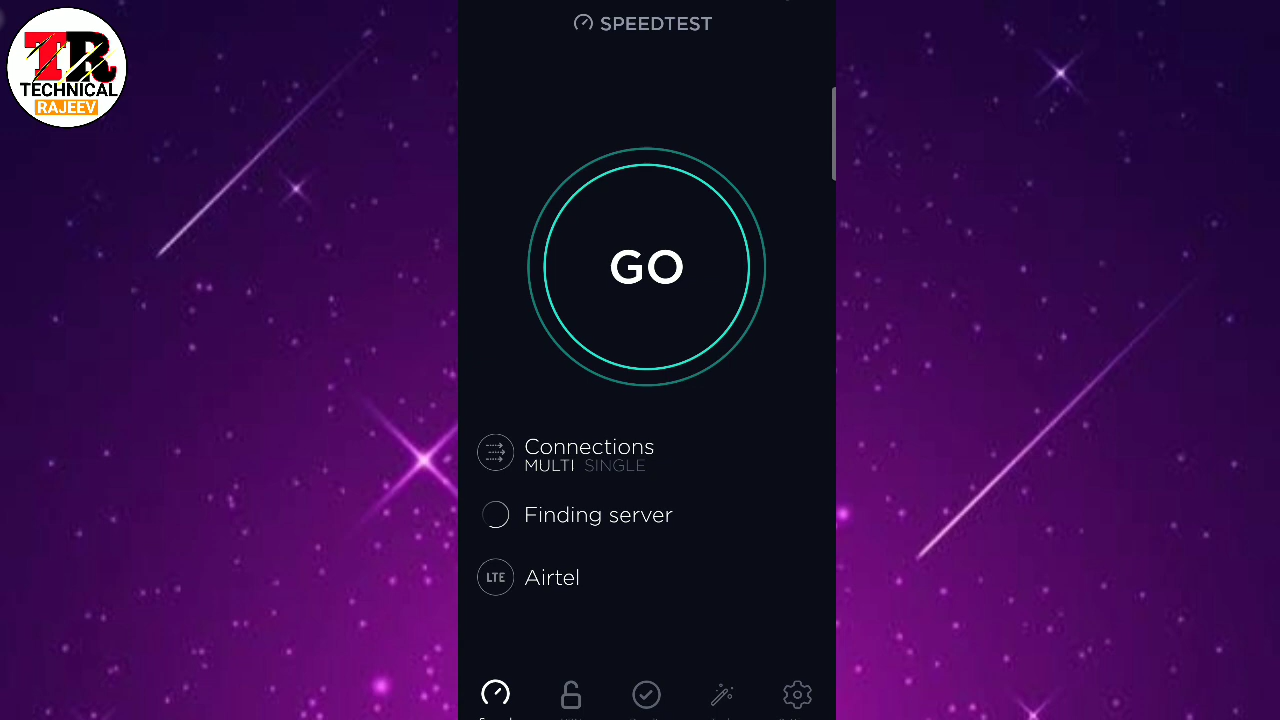 TR
TECHNICAL
RAJEEV
SPEEDTEST
GO
Connections
MULTI SINGLE
Finding server
LTE Airtel